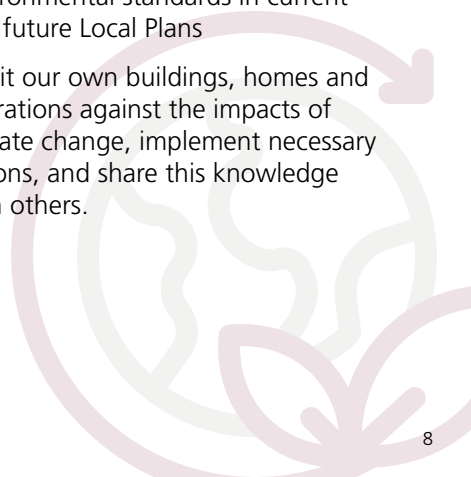 ronmental standards in current
future Local Plans
it our own buildings, homes and
rations against the impacts of
ate change, implement necessary
ons, and share this knowledge
others.
8